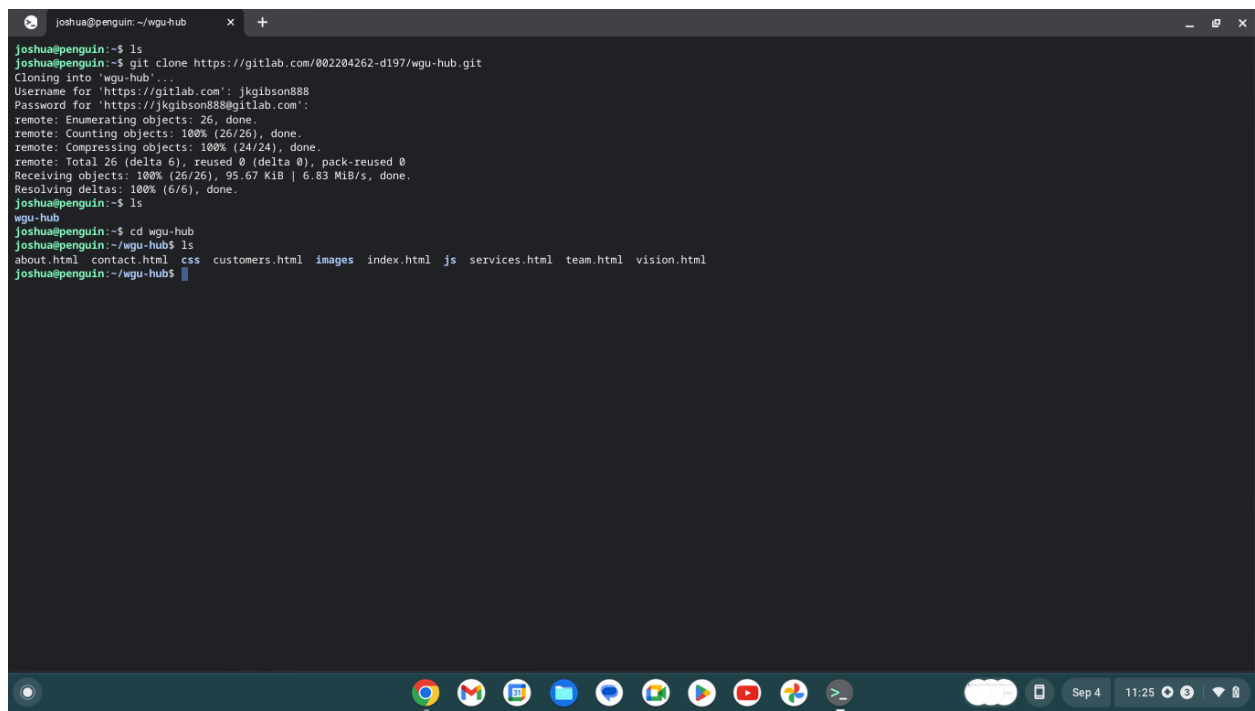 joshua@penguin: ~/wgu-hub
joshua@penguin:~$ ls
joshua@penguin:~$ git clone https://gitlab.com/002204262-d197/wgu-hub.git
Cloning into 'wgu-hub'...
Username for 'https://gitlab.com': jkgibson888
Password for 'https://jkgibson888@gitlab.com':
remote: Enumerating objects: 26, done.
remote: Counting objects: 100% (26/26), done.
remote: Compressing objects: 100% (24/24), done.
remote: Total 26 (delta 6), reused 0 (delta 0), pack-reused 0
Receiving objects: 100% (26/26), 95.67 KiB | 6.83 MiB/s, done.
Resolving deltas: 100% (6/6), done.
joshua@penguin:~$ ls
wgu-hub
joshua@penguin:~$ cd wgu-hub
joshua@penguin:~/wgu-hub$ ls
about.html contact.html css customers.html images index.html js services.html team.html vision.html
joshua@penguin:~/wgu-hub$
31
Sep 4 11:25 3